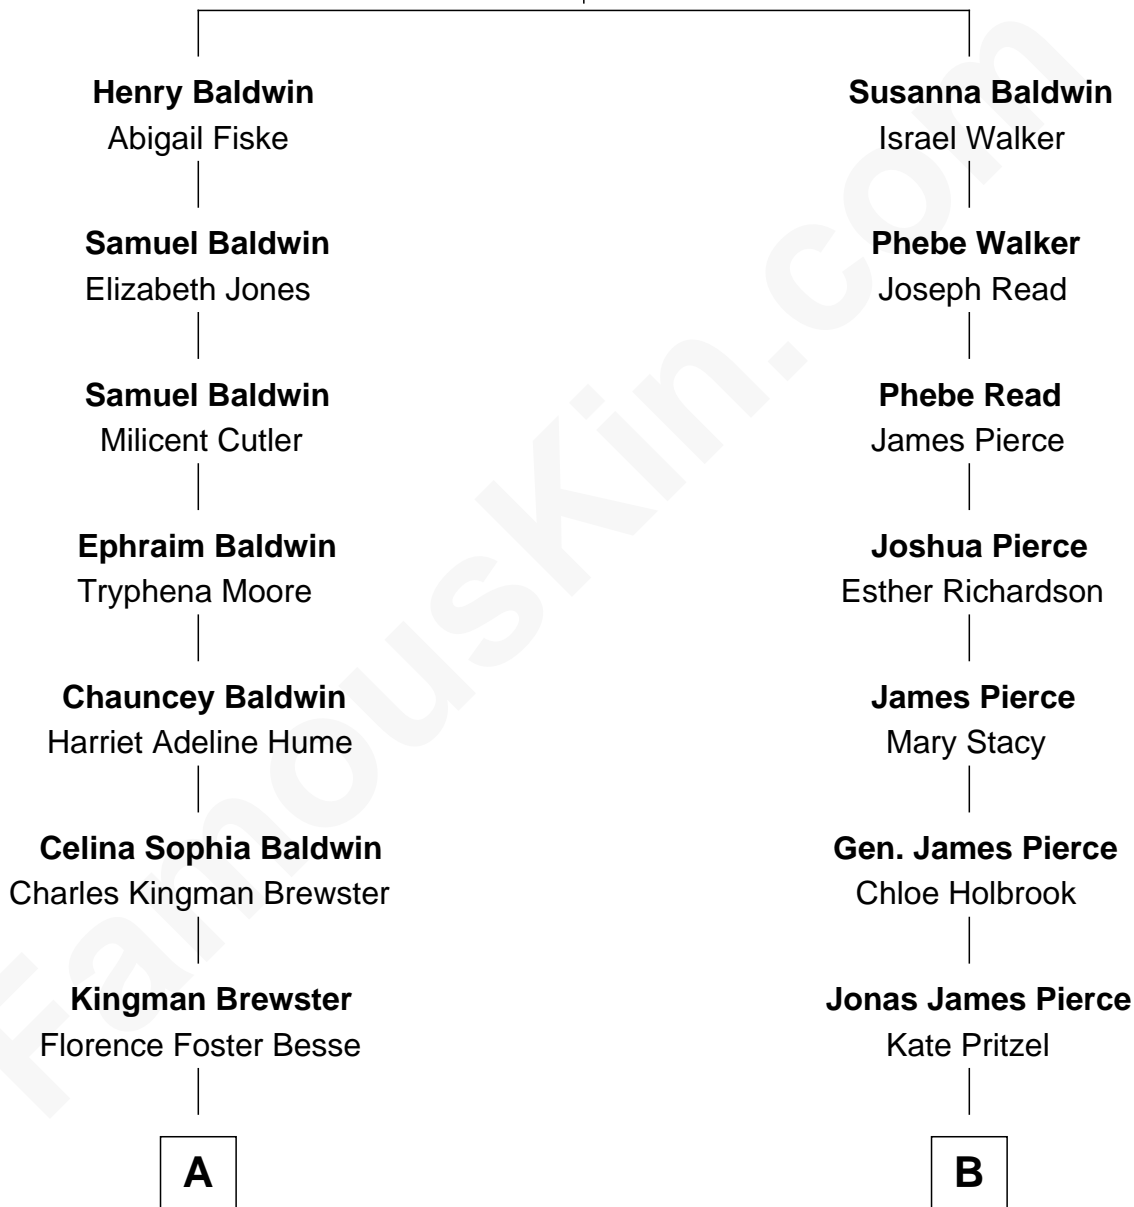 Henry Baldwin
Abigail Fiske
Samuel Baldwin
Elizabeth Jones
Samuel Baldwin
Milicent Cutler
Ephraim Baldwin
Tryphena Moore
Chauncey Baldwin
Harriet Adeline Hume
Celina Sophia Baldwin
Charles Kingman Brewster
Kingman Brewster
Florence Foster Besse
A
Susanna Baldwin
Israel Walker
Phebe Walker
Joseph Read
Phebe Read
James Pierce
Joshua Pierce
Esther Richardson
James Pierce
Mary Stacy
Gen. James Pierce
Chloe Holbrook
Jonas James Pierce
Kate Pritzel
B
FamousKin.com